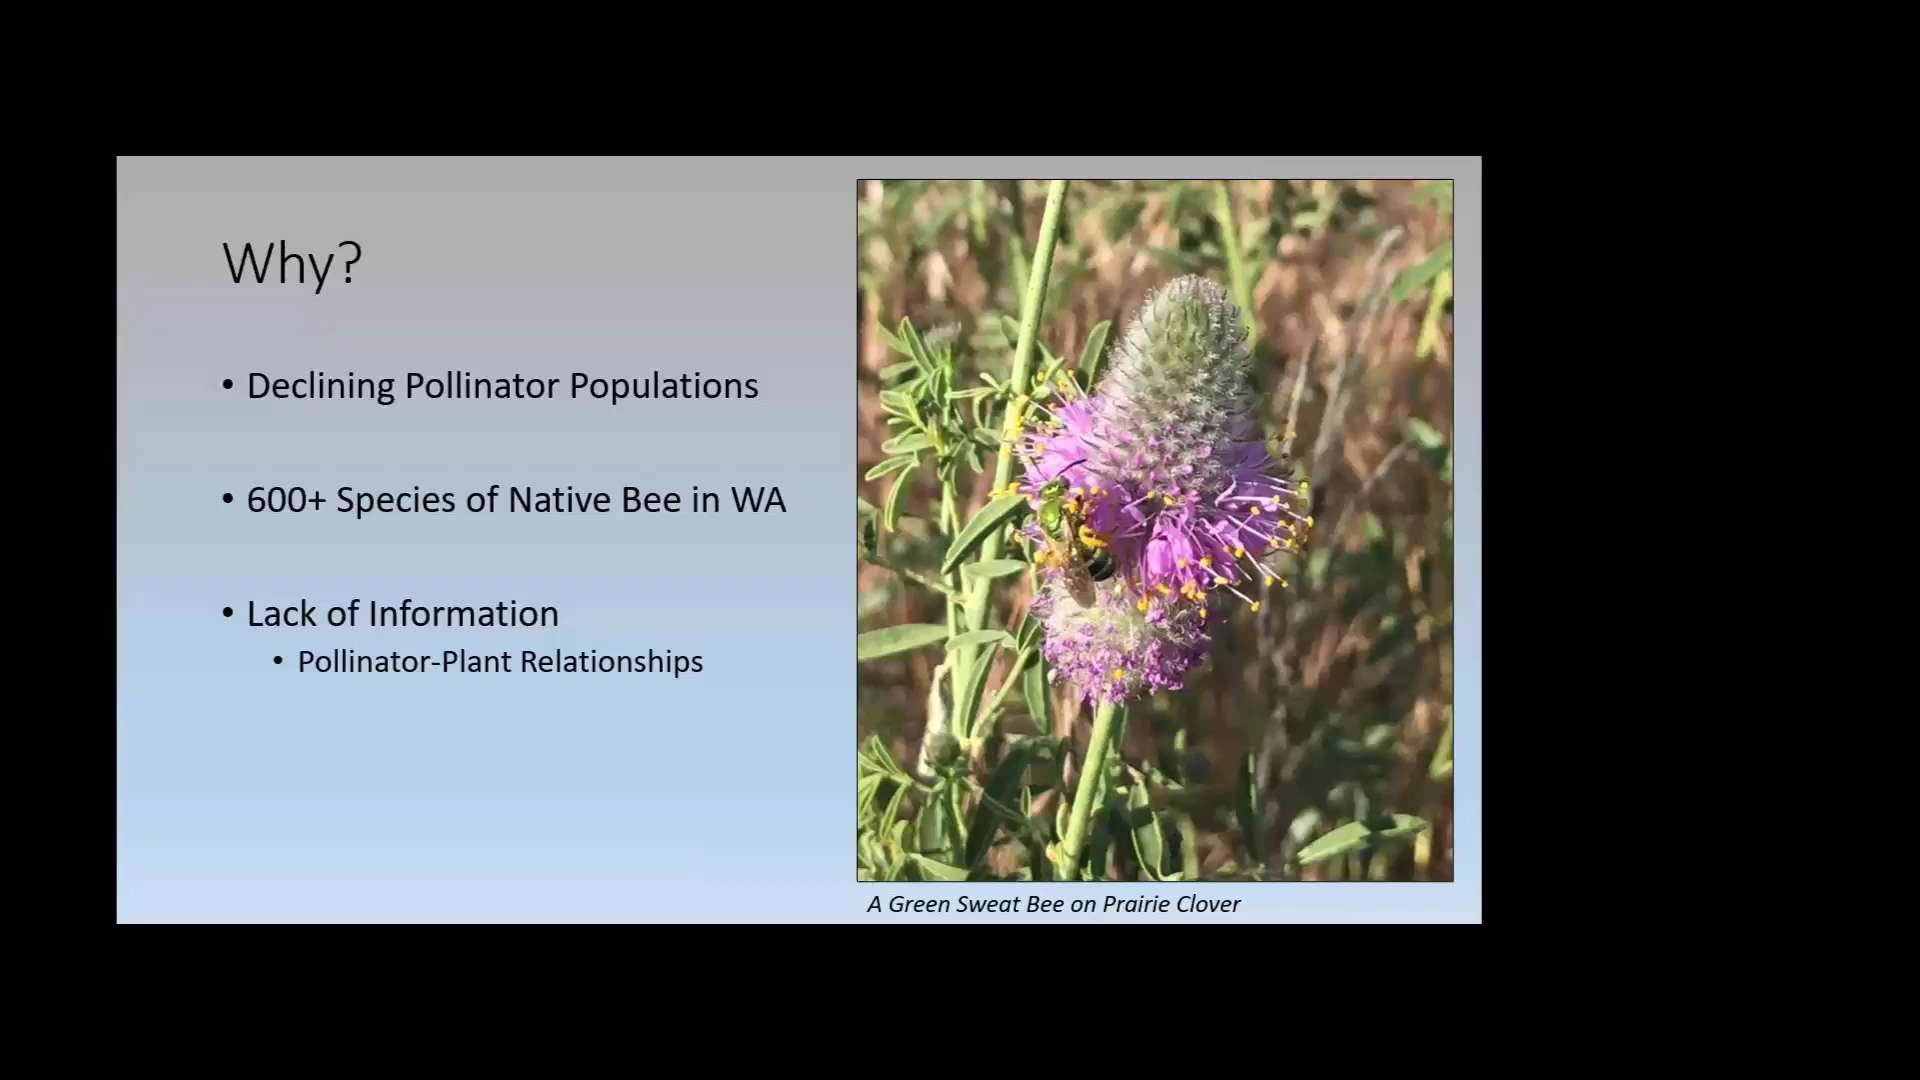 Why?
• Declining Pollinator Populations
• 600+ Species of Native Bee in WA
• Lack of Information
• Pollinator-Plant Relationships
A Green Sweat Bee on Prairie Clover